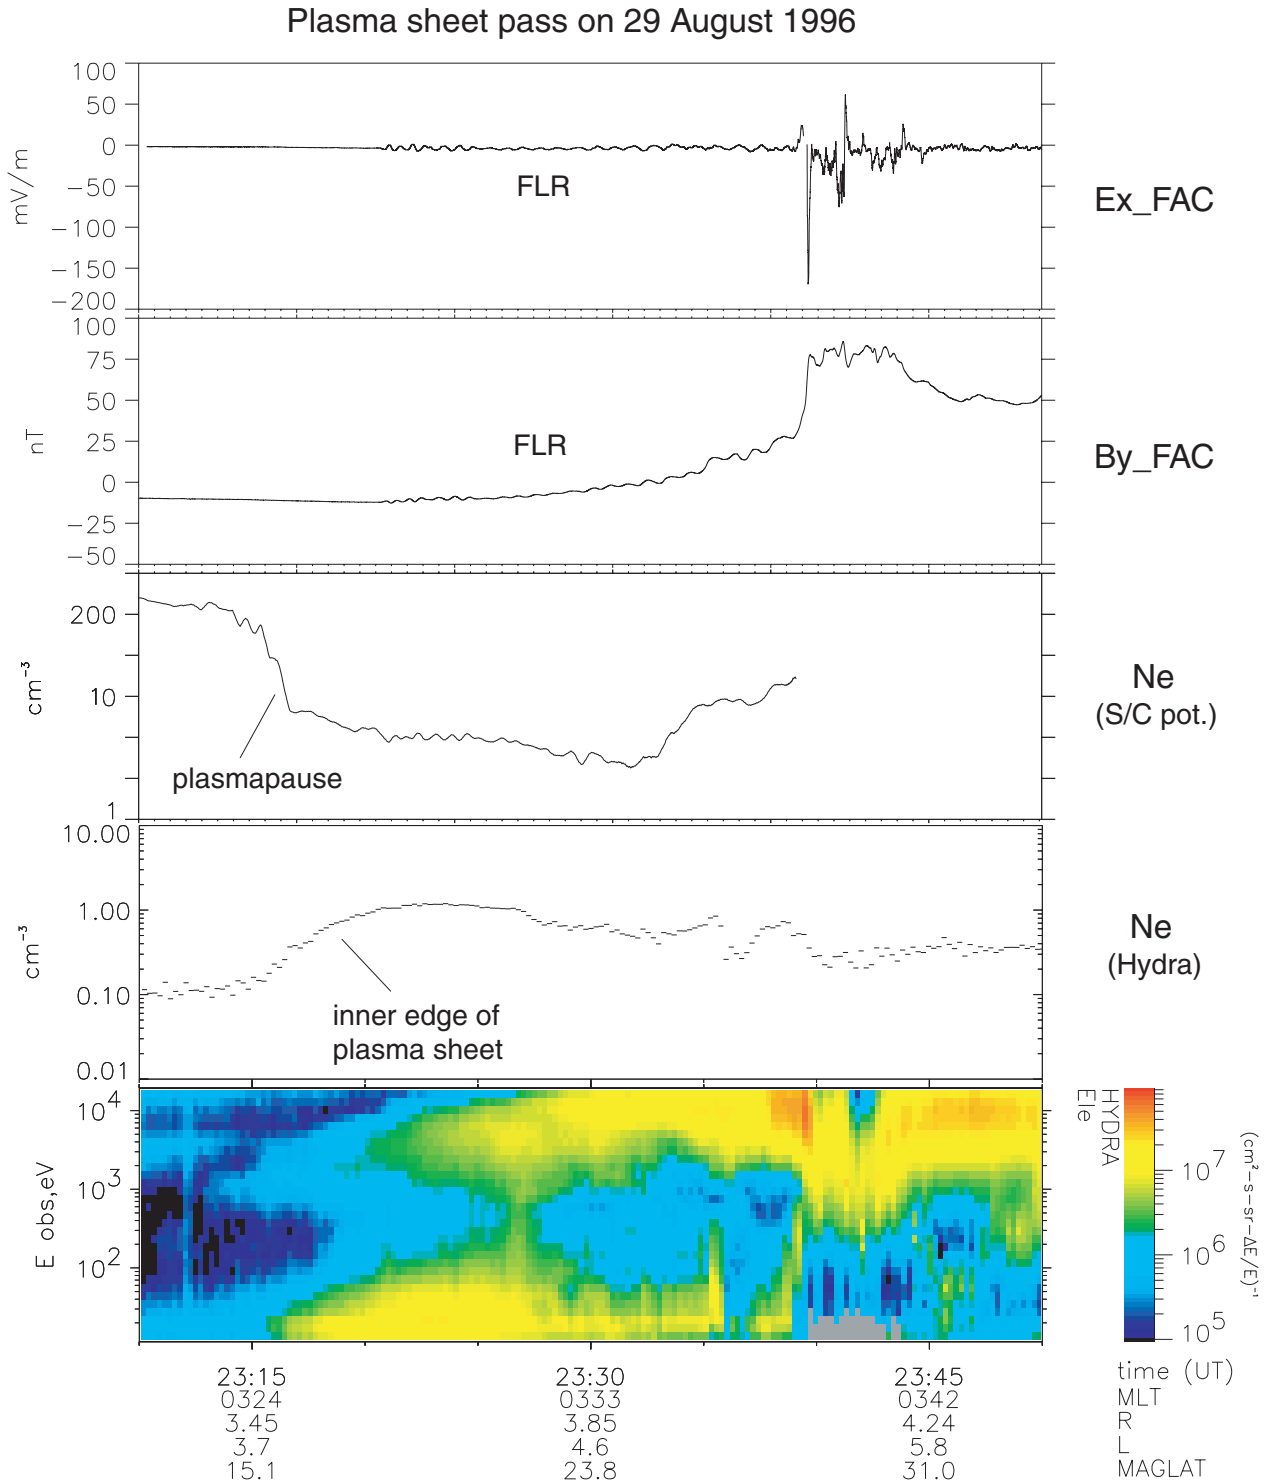 Plasma sheet pass on 29 August 1996
100
50
0
−50
−100
−150
−200
mV/m
FLR
Ex_FAC
100
75
50
25
0
−25
−50
nT
FLR
By_FAC
200
10
1
cm⁻³
plasmapause
Ne
(S/C pot.)
10.00
1.00
0.10
0.01
cm⁻³
inner edge of
plasma sheet
Ne
(Hydra)
10⁴
10³
10²
E obs,eV
HYDRA
Ele
10⁷
10⁶
10⁵
(cm²−s−sr−ΔE/E)⁻¹
23:15 23:30 23:45 time (UT)
0324 0333 0342 MLT
3.45 3.85 4.24 R
3.7 4.6 5.8 L
15.1 23.8 31.0 MAGLAT